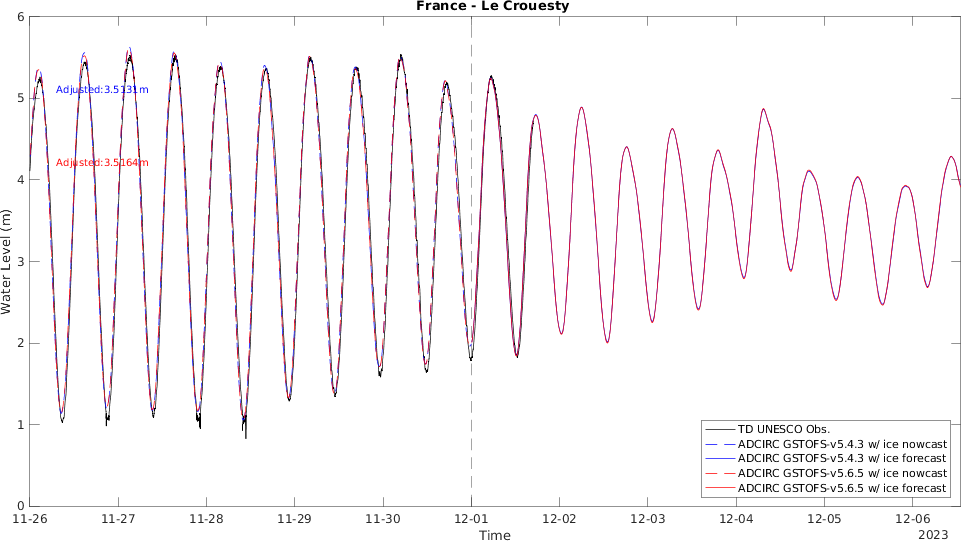 France - Le Crouesty
6
5
4
3
2
1
0
Water Level (m)
Adjusted:3.5131m
Adjusted:3.5164m
TD UNESCO Obs.
ADCIRC GSTOFS-v5.4.3 w/ ice nowcast
ADCIRC GSTOFS-v5.4.3 w/ ice forecast
ADCIRC GSTOFS-v5.6.5 w/ ice nowcast
ADCIRC GSTOFS-v5.6.5 w/ ice forecast
11-26 11-27 11-28 11-29 11-30 12-01 12-02 12-03 12-04 12-05 12-06
Time
2023